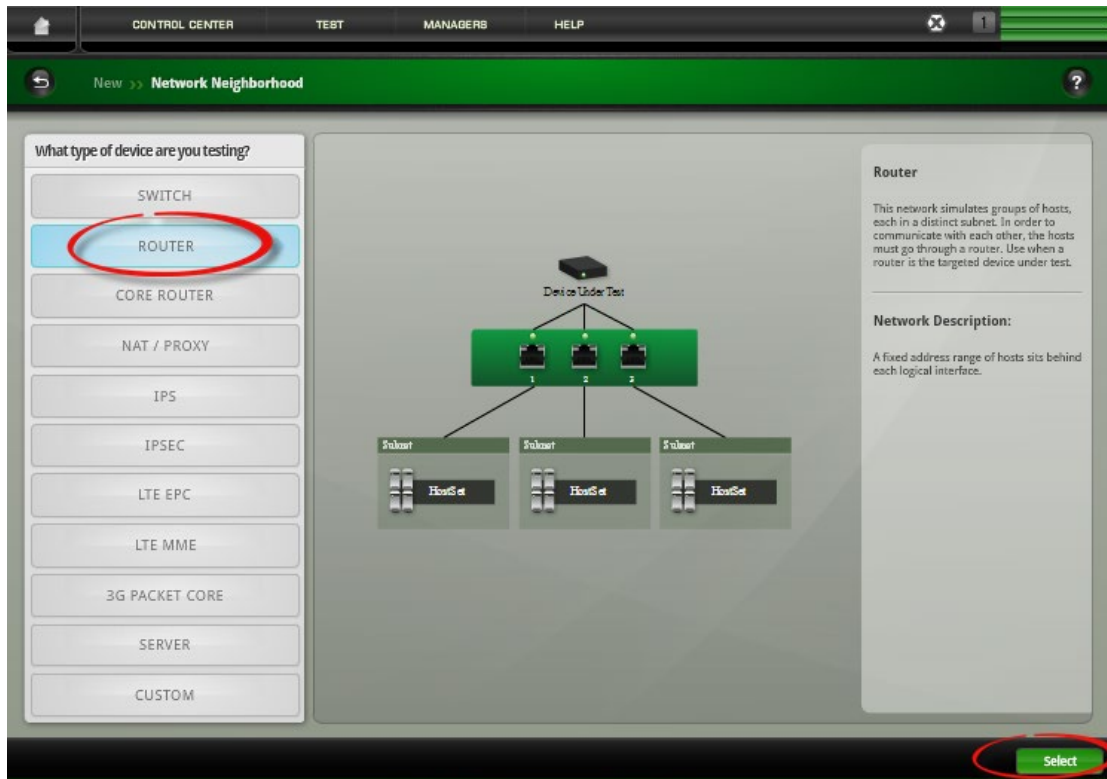 CONTROL CENTER TEST MANAGERS HELP 1
New >> Network Neighborhood ?
What type of device are you testing?
SWITCH
ROUTER
CORE ROUTER
NAT / PROXY
IPS
IPSEC
LTE EPC
LTE MME
3G PACKET CORE
SERVER
CUSTOM
Device Under Test
1 2 3
Subnet Subnet Subnet
HostSet HostSet HostSet
Router
This network simulates groups of hosts,
each in a distinct subnet. In order to
communicate with each other, the hosts
must go through a router. Use when a
router is the targeted device under test.
Network Description:
A fixed address range of hosts sits behind
each logical interface.
Select